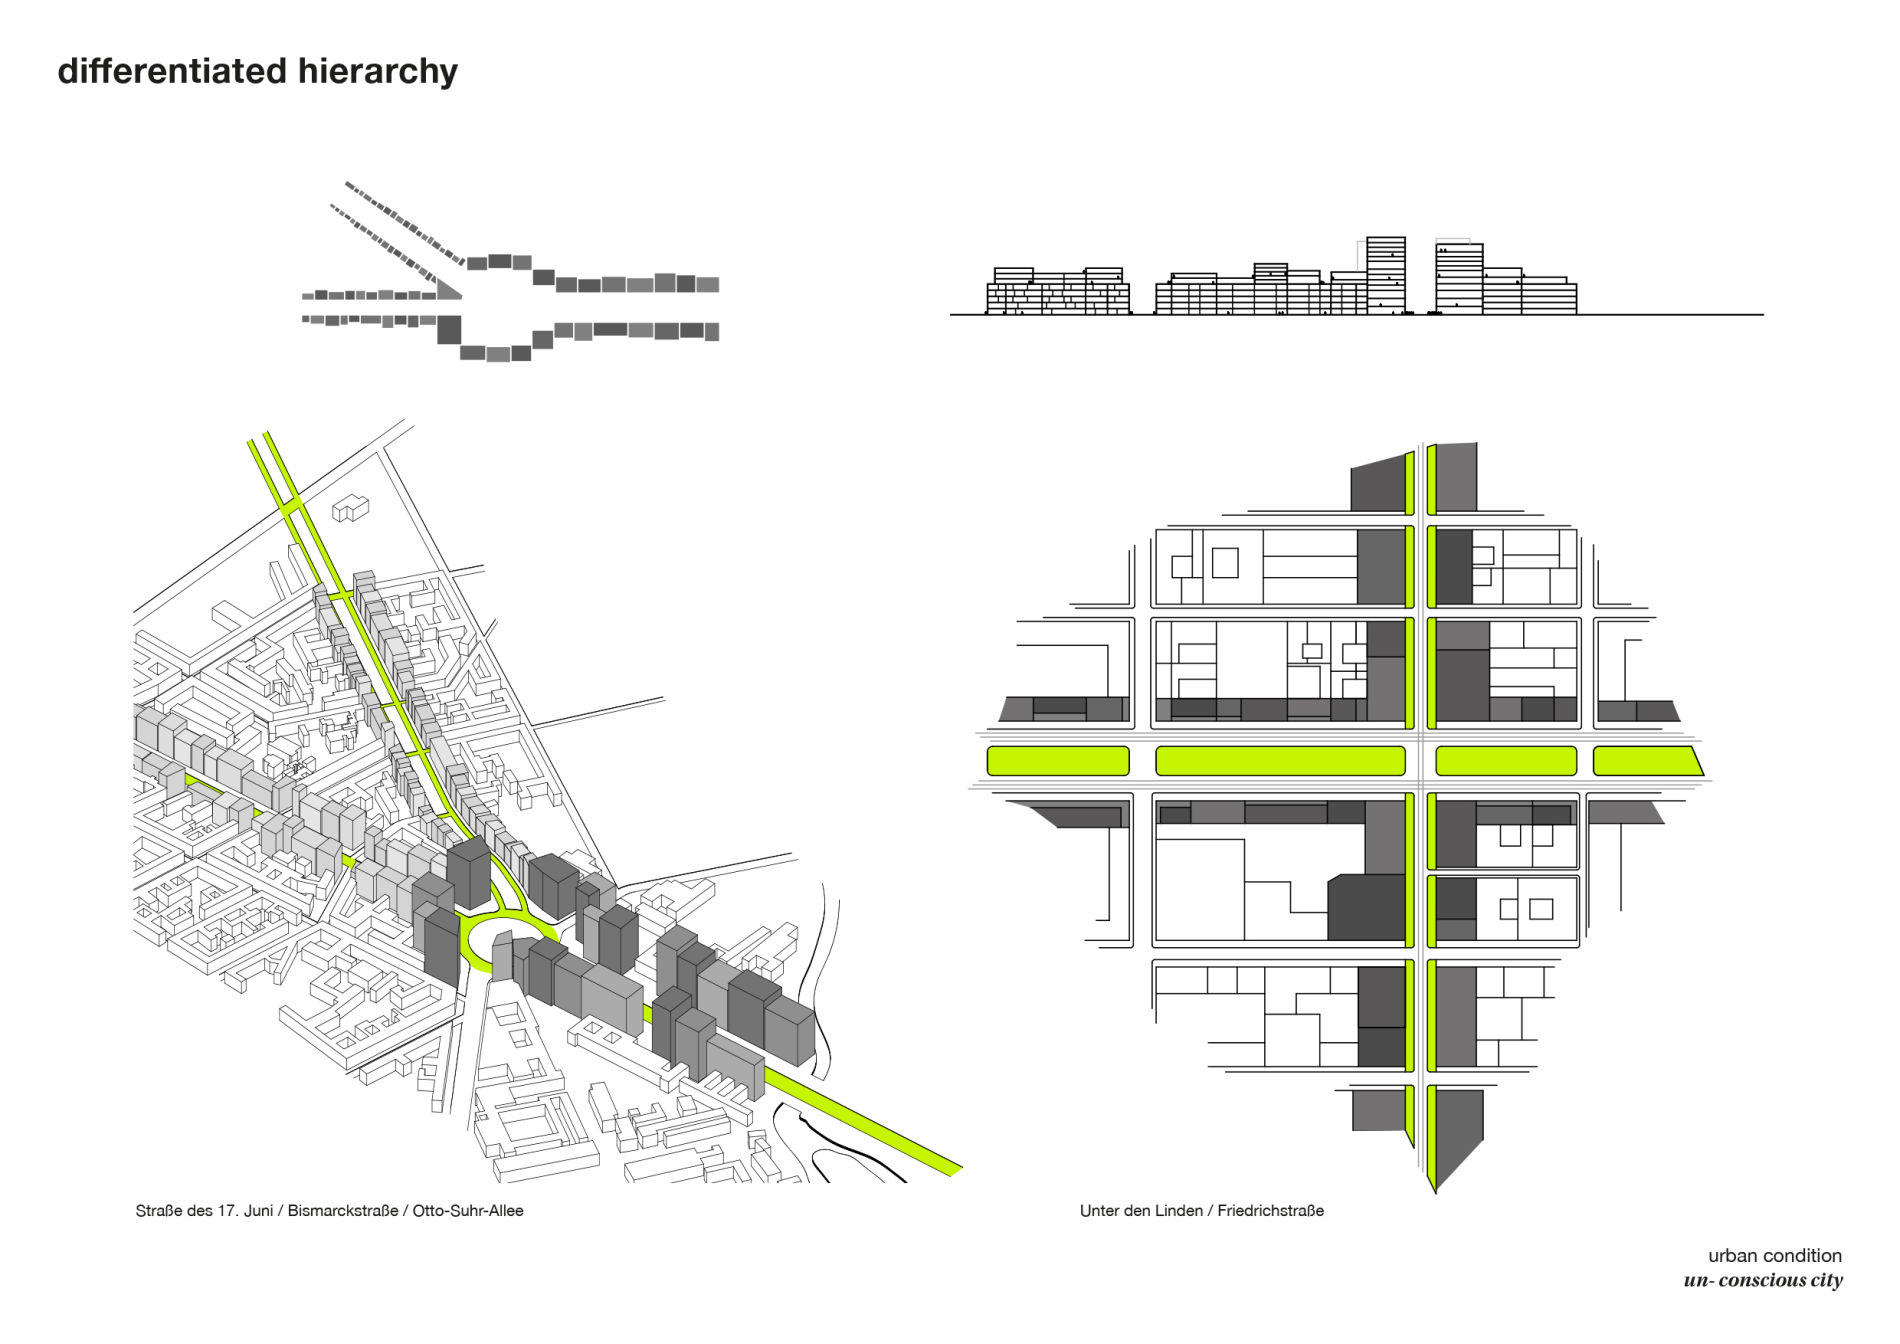 differentiated hierarchy
Straße des 17. Juni / Bismarckstraße / Otto-Suhr-Allee
Unter den Linden / Friedrichstraße
urban condition
un- conscious city